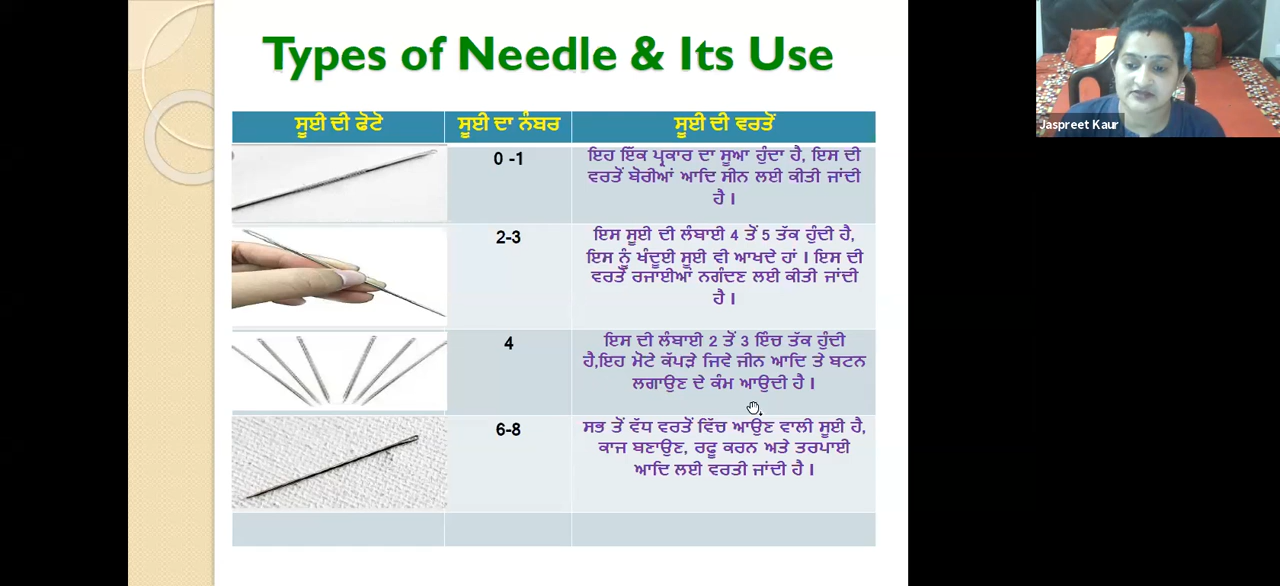 Types of Needle & Its Use
ਸੂਈ ਦੀ ਫੋਟੋ
ਸੂਈ ਦਾ ਨੰਬਰ
ਸੂਈ ਦੀ ਵਰਤੋਂ
0 -1
ਇਹ ਇੱਕ ਪ੍ਰਕਾਰ ਦਾ ਸੂਆ ਹੁੰਦਾ ਹੈ, ਇਸ ਦੀ
ਵਰਤੋਂ ਬੋਰੀਆਂ ਆਦਿ ਸੀਨ ਲਈ ਕੀਤੀ ਜਾਂਦੀ
ਹੈ ।
2-3
ਇਸ ਸੂਈ ਦੀ ਲੰਬਾਈ 4 ਤੋਂ 5 ਤੱਕ ਹੁੰਦੀ ਹੈ,
ਇਸ ਨੂੰ ਖੰਦੂਈ ਸੂਈ ਵੀ ਆਖਦੇ ਹਾਂ । ਇਸ ਦੀ
ਵਰਤੋਂ ਰਜਾਈਆਂ ਨਗੰਦਣ ਲਈ ਕੀਤੀ ਜਾਂਦੀ
ਹੈ ।
4
ਇਸ ਦੀ ਲੰਬਾਈ 2 ਤੋਂ 3 ਇੰਚ ਤੱਕ ਹੁੰਦੀ
ਹੈ,ਇਹ ਮੋਟੇ ਕੱਪੜੇ ਜਿਵੇ ਜੀਨ ਆਦਿ ਤੇ ਬਟਨ
ਲਗਾਉਣ ਦੇ ਕੰਮ ਆਉਦੀ ਹੈ ।
6-8
ਸਭ ਤੋਂ ਵੱਧ ਵਰਤੋਂ ਵਿੱਚ ਆਉਣ ਵਾਲੀ ਸੂਈ ਹੈ,
ਕਾਜ ਬਣਾਉਣ, ਰਫੂ ਕਰਨ ਅਤੇ ਤਰਪਾਈ
ਆਦਿ ਲਈ ਵਰਤੀ ਜਾਂਦੀ ਹੈ ।
Jaspreet Kaur